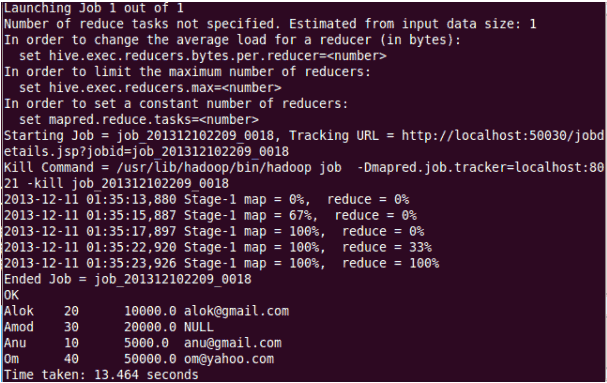 Launching Job 1 out of 1
Number of reduce tasks not specified. Estimated from input data size: 1
In order to change the average load for a reducer (in bytes):
  set hive.exec.reducers.bytes.per.reducer=<number>
In order to limit the maximum number of reducers:
  set hive.exec.reducers.max=<number>
In order to set a constant number of reducers:
  set mapred.reduce.tasks=<number>
Starting Job = job_201312102209_0018, Tracking URL = http://localhost:50030/jobd
etails.jsp?jobid=job_201312102209_0018
Kill Command = /usr/lib/hadoop/bin/hadoop job  -Dmapred.job.tracker=localhost:80
21 -kill job_201312102209_0018
2013-12-11 01:35:13,880 Stage-1 map = 0%,  reduce = 0%
2013-12-11 01:35:15,887 Stage-1 map = 67%,  reduce = 0%
2013-12-11 01:35:17,897 Stage-1 map = 100%,  reduce = 0%
2013-12-11 01:35:22,920 Stage-1 map = 100%,  reduce = 33%
2013-12-11 01:35:23,926 Stage-1 map = 100%,  reduce = 100%
Ended Job = job_201312102209_0018
OK
Alok    20      10000.0 alok@gmail.com
Amod    30      20000.0 NULL
Anu     10      5000.0  anu@gmail.com
Om      40      50000.0 om@yahoo.com
Time taken: 13.464 seconds